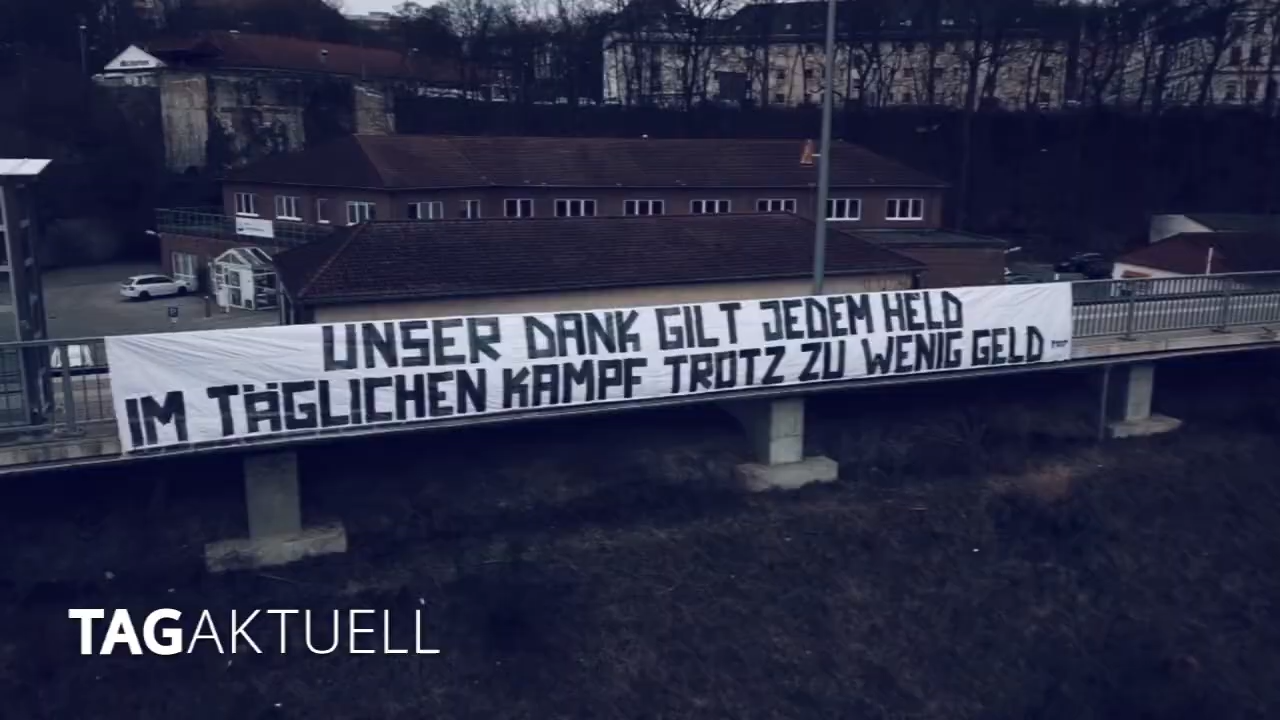 UNSER DANK GILT JEDEM HELD
IM TÄGLICHEN KAMPF TROTZ ZU WENIG GELD
TAGAKTUELL